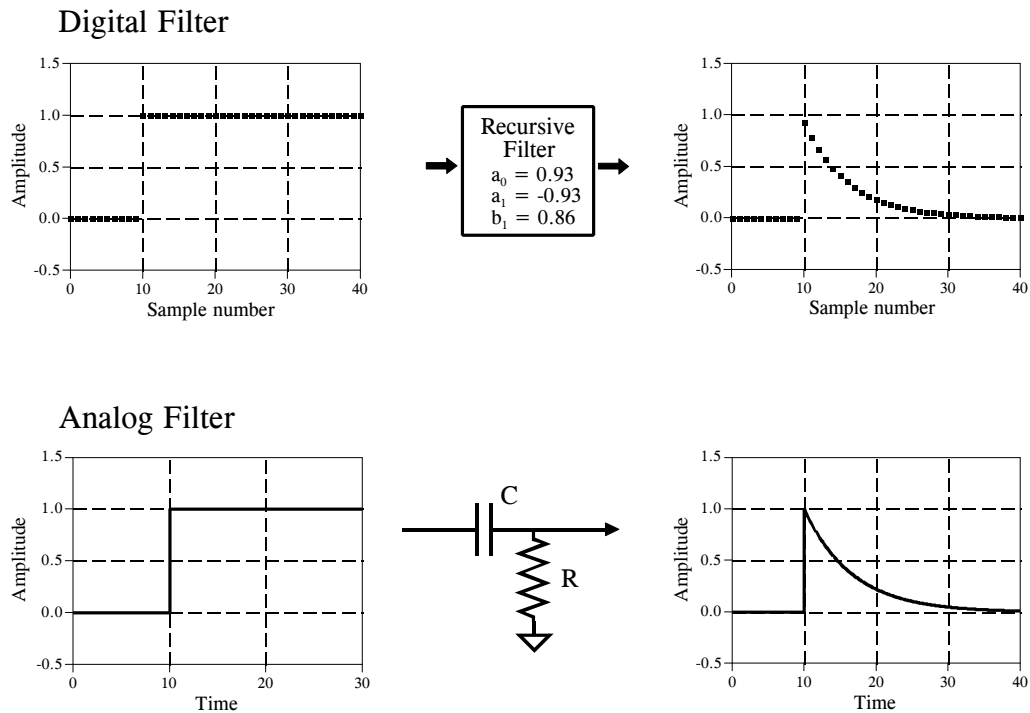 Digital Filter
Amplitude
1.5
1.0
0.5
0.0
-0.5
0 10 20 30 40
Sample number
Recursive
Filter
a0 = 0.93
a1 = -0.93
b1 = 0.86
Amplitude
1.5
1.0
0.5
0.0
-0.5
0 10 20 30 40
Sample number
Analog Filter
Amplitude
1.5
1.0
0.5
0.0
-0.5
0 10 20 30
Time
C
R
Amplitude
1.5
1.0
0.5
0.0
-0.5
0 10 20 30 40
Time